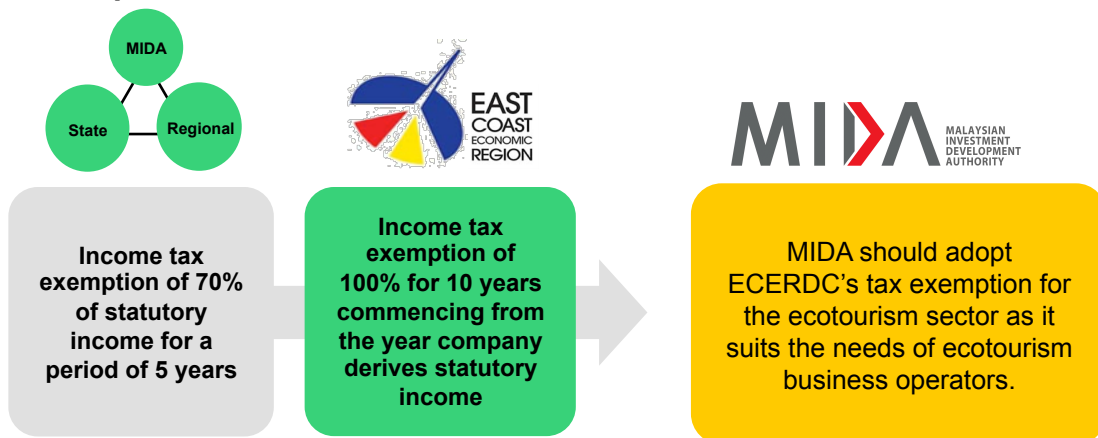 MIDA
State
Regional
EAST
COAST
ECONOMIC
REGION
MIDA
MALAYSIAN
INVESTMENT
DEVELOPMENT
AUTHORITY
Income tax
exemption of 70%
of statutory
income for a
period of 5 years
Income tax
exemption of
100% for 10 years
commencing from
the year company
derives statutory
income
MIDA should adopt
ECERDC's tax exemption for
the ecotourism sector as it
suits the needs of ecotourism
business operators.